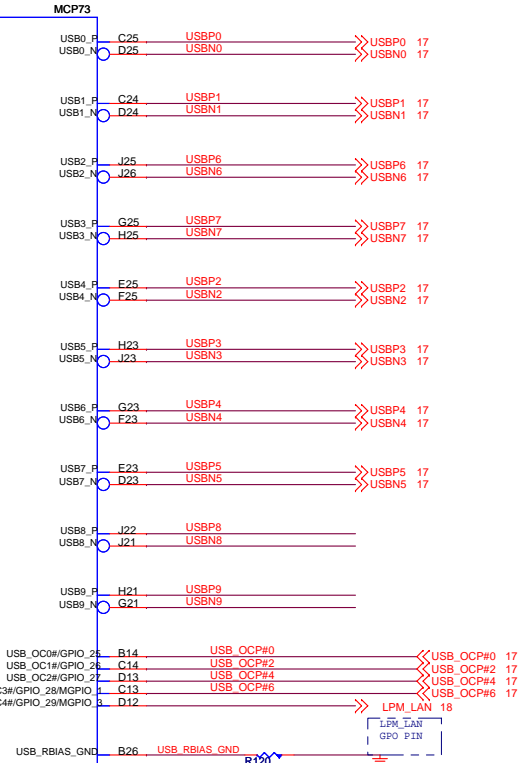 MCP73
USB0_P C25 USBP0 USBP0 17
USB0_N D25 USBN0 USBN0 17
USB1_P C24 USBP1 USBP1 17
USB1_N D24 USBN1 USBN1 17
USB2_P J25 USBP6 USBP6 17
USB2_N J26 USBN6 USBN6 17
USB3_P G25 USBP7 USBP7 17
USB3_N H25 USBN7 USBN7 17
USB4_P E25 USBP2 USBP2 17
USB4_N F25 USBN2 USBN2 17
USB5_P H23 USBP3 USBP3 17
USB5_N J23 USBN3 USBN3 17
USB6_P G23 USBP4 USBP4 17
USB6_N F23 USBN4 USBN4 17
USB7_P E23 USBP5 USBP5 17
USB7_N D23 USBN5 USBN5 17
USB8_P J22 USBP8
USB8_N J21 USBN8
USB9_P H21 USBP9
USB9_N G21 USBN9
USB_OC0#/GPIO_25 B14 USB_OCP#0 USB_OCP#0 17
USB_OC1#/GPIO_26 C14 USB_OCP#2 USB_OCP#2 17
USB_OC2#/GPIO_27 D13 USB_OCP#4 USB_OCP#4 17
C3#/GPIO_28/MGPIO_1 C13 USB_OCP#6 USB_OCP#6 17
C4#/GPIO_29/MGPIO_3 D12 LPM_LAN 18
LPM_LAN
GPO PIN
USB_RBIAS_GND B26 USB_RBIAS_GND
R120